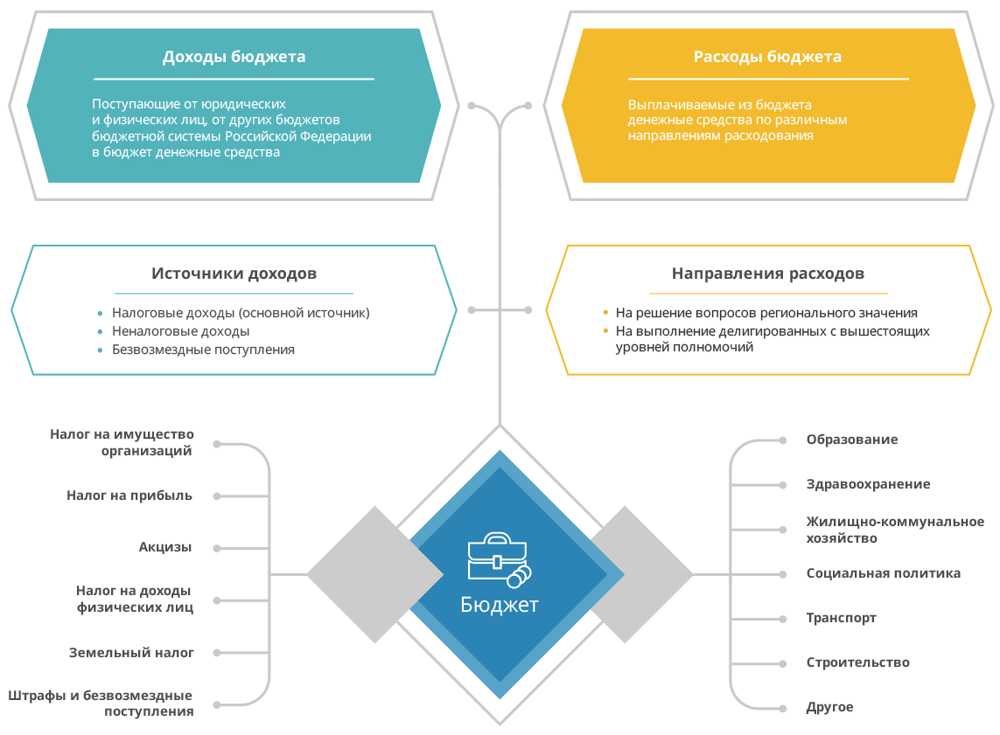 Доходы бюджета
Поступающие от юридических
и физических лиц, от других бюджетов
бюджетной системы Российской Федерации
в бюджет денежные средства
Расходы бюджета
Выплачиваемые из бюджета
денежные средства по различным
направлениям расходования
Источники доходов
Налоговые доходы (основной источник)
Неналоговые доходы
Безвозмездные поступления
Направления расходов
На решение вопросов регионального значения
На выполнение делигированных с вышестоящих
уровней полномочий
Налог на имущество
организаций
Налог на прибыль
Акцизы
Налог на доходы
физических лиц
Земельный налог
Штрафы и безвозмездные
поступления
Бюджет
Образование
Здравоохранение
Жилищно-коммунальное
хозяйство
Социальная политика
Транспорт
Строительство
Другое